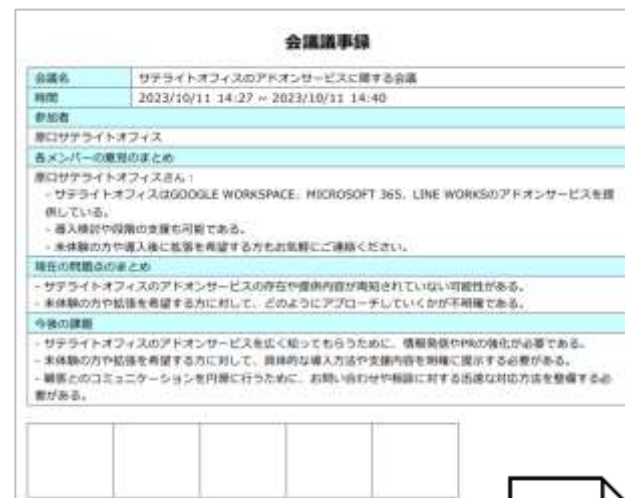 会議議事録
会議名 サテライトオフィスのアドオンサービスに関する会議
時間 2023/10/11 14:27 ~ 2023/10/11 14:40
参加者
原口サテライトオフィス
各メンバーの意見のまとめ
原口サテライトオフィスさん：
- サテライトオフィスはGOOGLE WORKSPACE、MICROSOFT 365、LINE WORKSのアドオンサービスを提
供している。
- 導入検討や段階の支援も可能である。
- 未体験の方や導入後に拡張を希望する方もお気軽にご連絡ください。
現在の問題点のまとめ
- サテライトオフィスのアドオンサービスの存在や提供内容が周知されていない可能性がある。
- 未体験の方や拡張を希望する方に対して、どのようにアプローチしていくかが不明確である。
今後の課題
- サテライトオフィスのアドオンサービスを広く知ってもらうために、情報発信やPRの強化が必要である。
- 未体験の方や拡張を希望する方に対して、具体的な導入方法や支援内容を明確に提示する必要がある。
- 顧客とのコミュニケーションを円滑に行うために、お問い合わせや相談に対する迅速な対応方法を整備する必
要がある。